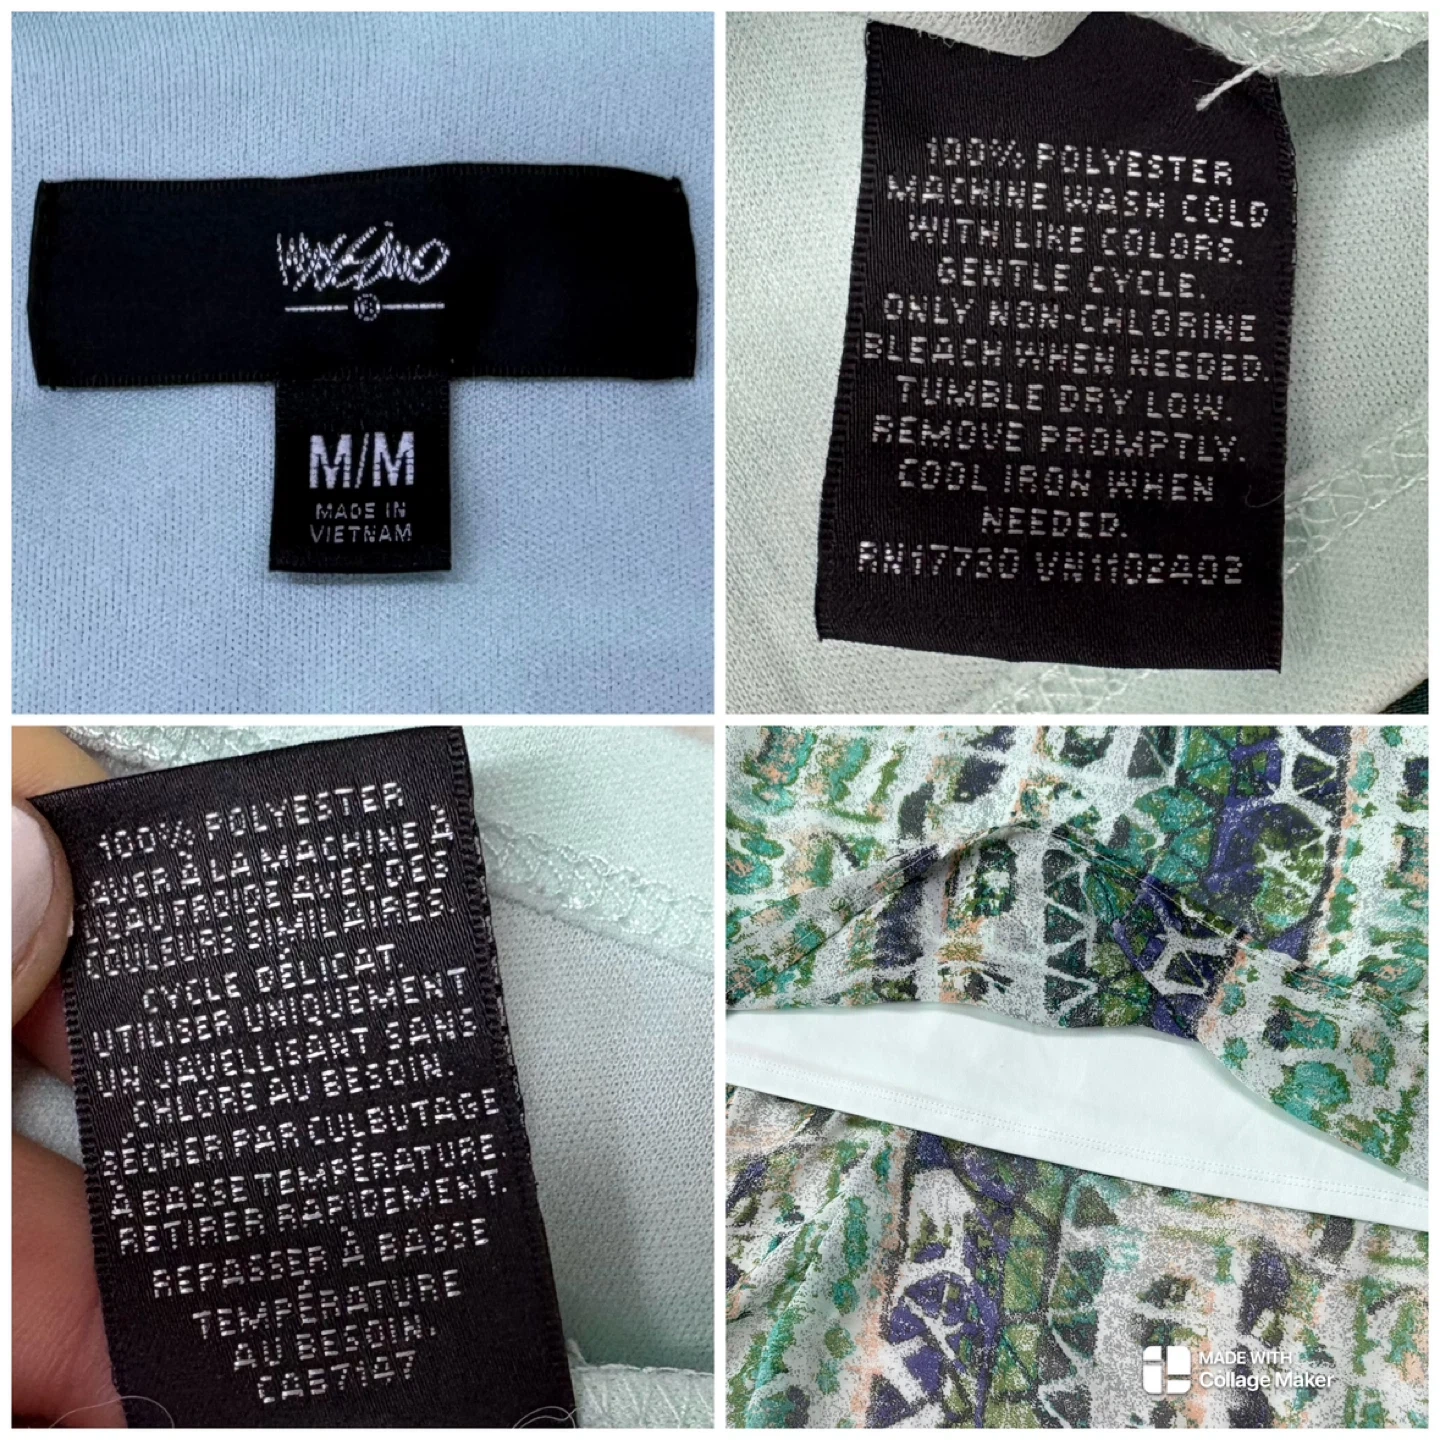 MOSSIMO
®
M/M
MADE IN
VIETNAM
100% POLYESTER
MACHINE WASH COLD
WITH LIKE COLORS.
GENTLE CYCLE.
ONLY NON-CHLORINE
BLEACH WHEN NEEDED.
TUMBLE DRY LOW.
REMOVE PROMPTLY.
COOL IRON WHEN
NEEDED.
RN17730 VN1102402
100% POLYESTER
LAVER À LA MACHINE À
L'EAU FROIDE AVEC DES
COULEURS SIMILAIRES.
CYCLE DÉLICAT.
UTILISER UNIQUEMENT
UN JAVELLISANT SANS
CHLORE AU BESOIN.
SÉCHER PAR CULBUTAGE
À BASSE TEMPÉRATURE.
RETIRER RAPIDEMENT.
REPASSER À BASSE
TEMPÉRATURE
AU BESOIN.
CA57147
MADE WITH
Collage Maker